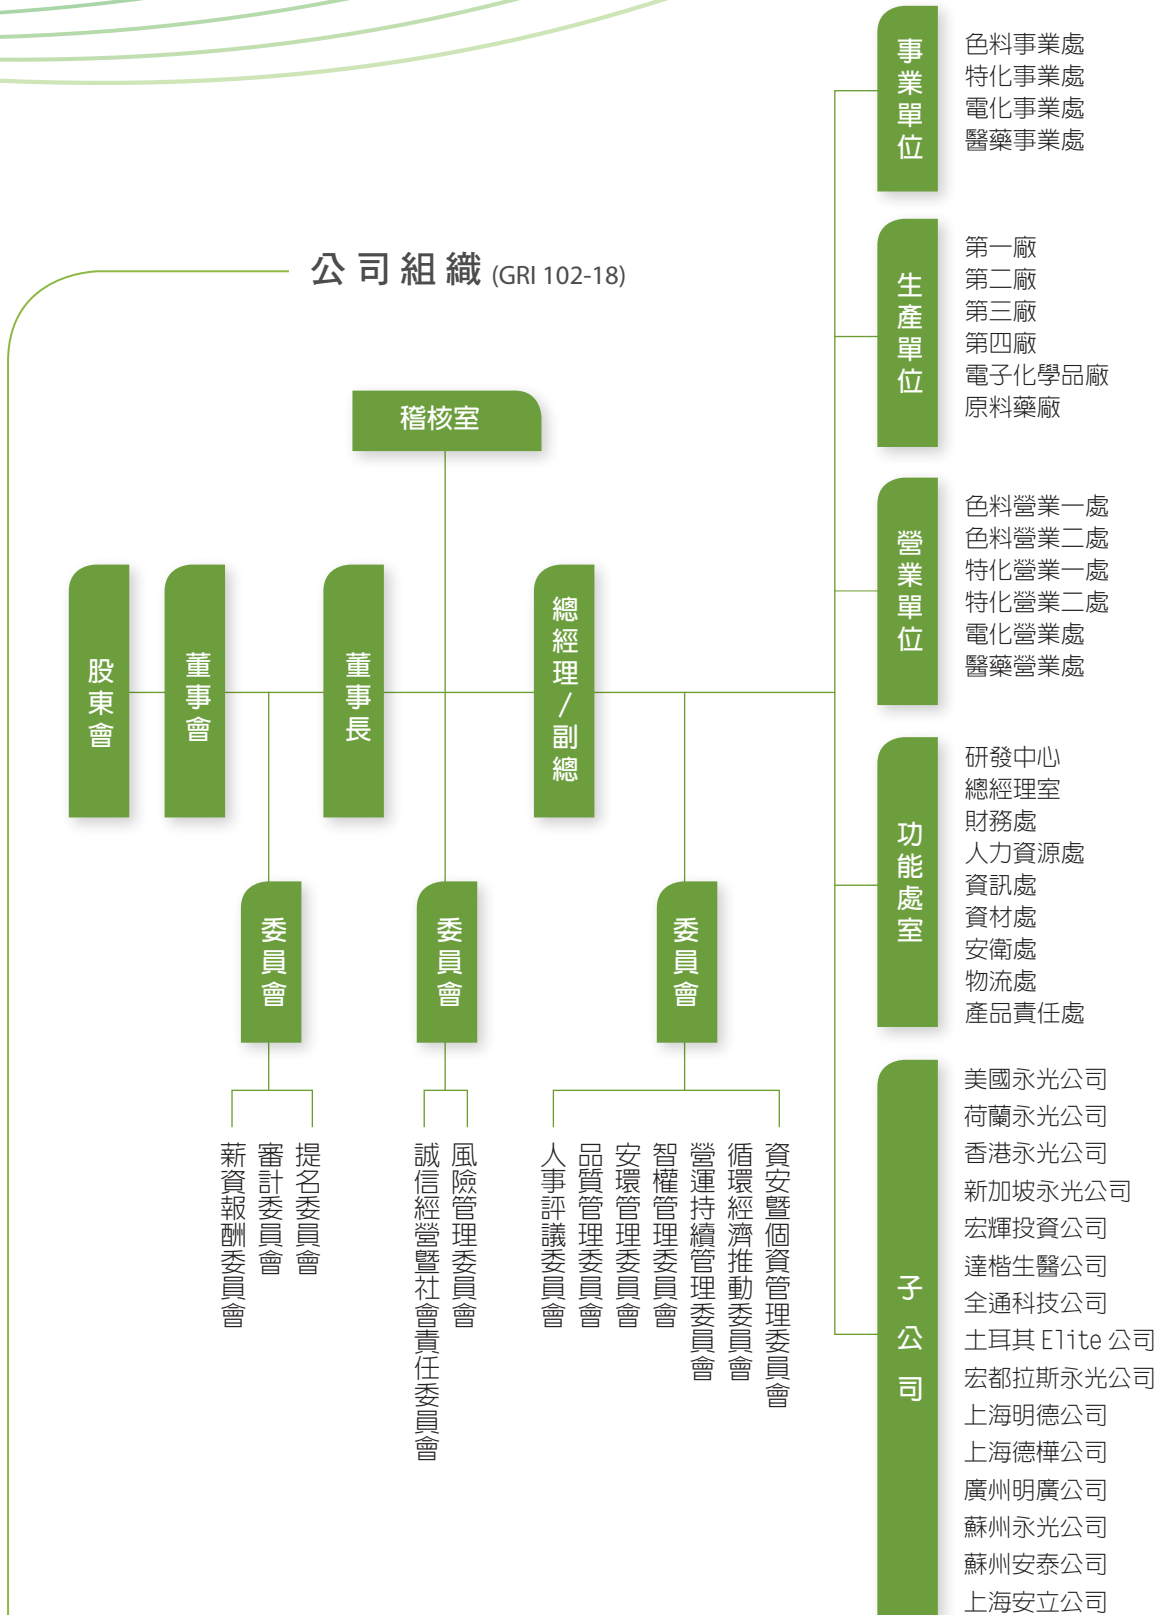 公司組織 (GRI 102-18)
稽核室
股東會
董事會
董事長
總經理/副總
委員會
薪資報酬委員會
審計委員會
提名委員會
委員會
誠信經營暨社會責任委員會
風險管理委員會
委員會
人事評議委員會
品質管理委員會
安環管理委員會
智權管理委員會
營運持續管理委員會
循環經濟推動委員會
資安暨個資管理委員會
事業單位
色料事業處
特化事業處
電化事業處
醫藥事業處
生產單位
第一廠
第二廠
第三廠
第四廠
電子化學品廠
原料藥廠
營業單位
色料營業一處
色料營業二處
特化營業一處
特化營業二處
電化營業處
醫藥營業處
功能處室
研發中心
總經理室
財務處
人力資源處
資訊處
資材處
安衛處
物流處
產品責任處
子公司
美國永光公司
荷蘭永光公司
香港永光公司
新加坡永光公司
宏輝投資公司
達楷生醫公司
全通科技公司
土耳其 Elite 公司
宏都拉斯永光公司
上海明德公司
上海德樺公司
廣州明廣公司
蘇州永光公司
蘇州安泰公司
上海安立公司